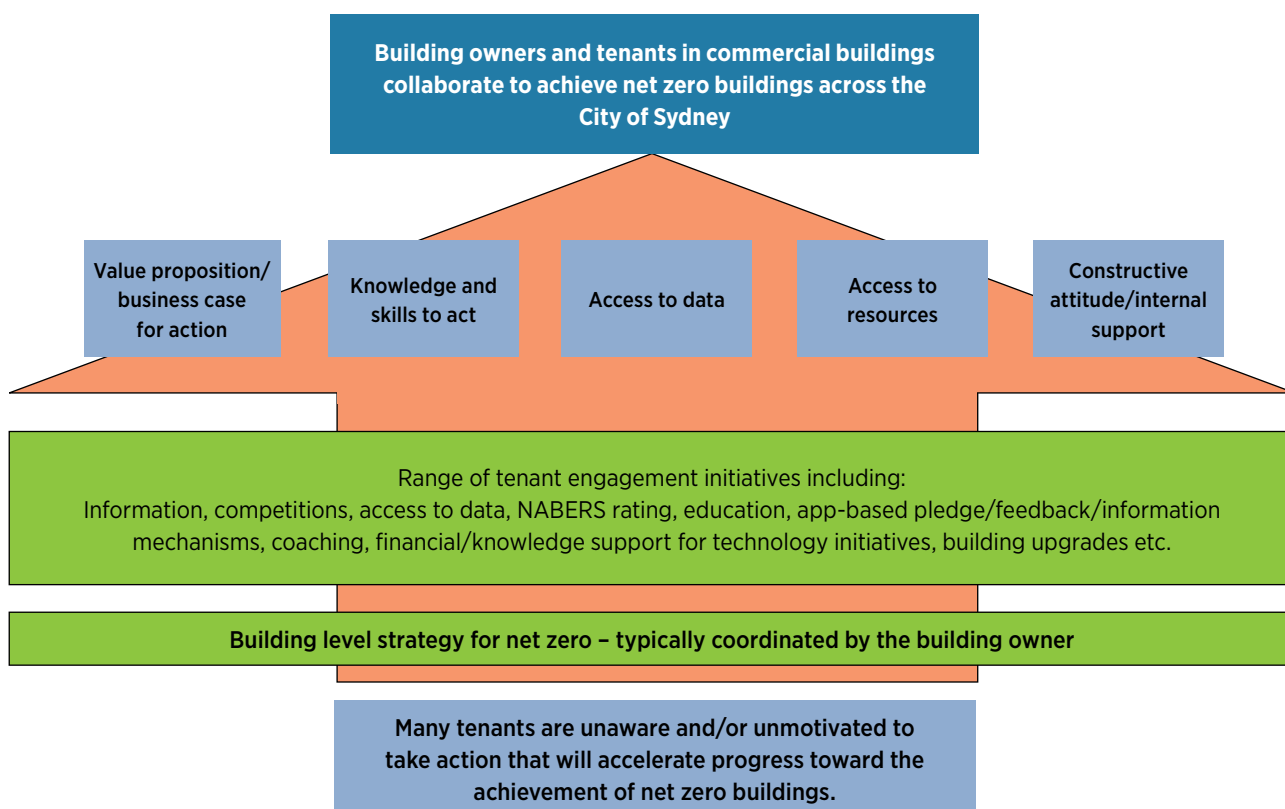 Building owners and tenants in commercial buildings
collaborate to achieve net zero buildings across the
City of Sydney
Value proposition/
business case
for action
Knowledge and
skills to act
Access to data
Access to
resources
Constructive
attitude/internal
support
Range of tenant engagement initiatives including:
Information, competitions, access to data, NABERS rating, education, app-based pledge/feedback/information
mechanisms, coaching, financial/knowledge support for technology initiatives, building upgrades etc.
Building level strategy for net zero – typically coordinated by the building owner
Many tenants are unaware and/or unmotivated to
take action that will accelerate progress toward the
achievement of net zero buildings.